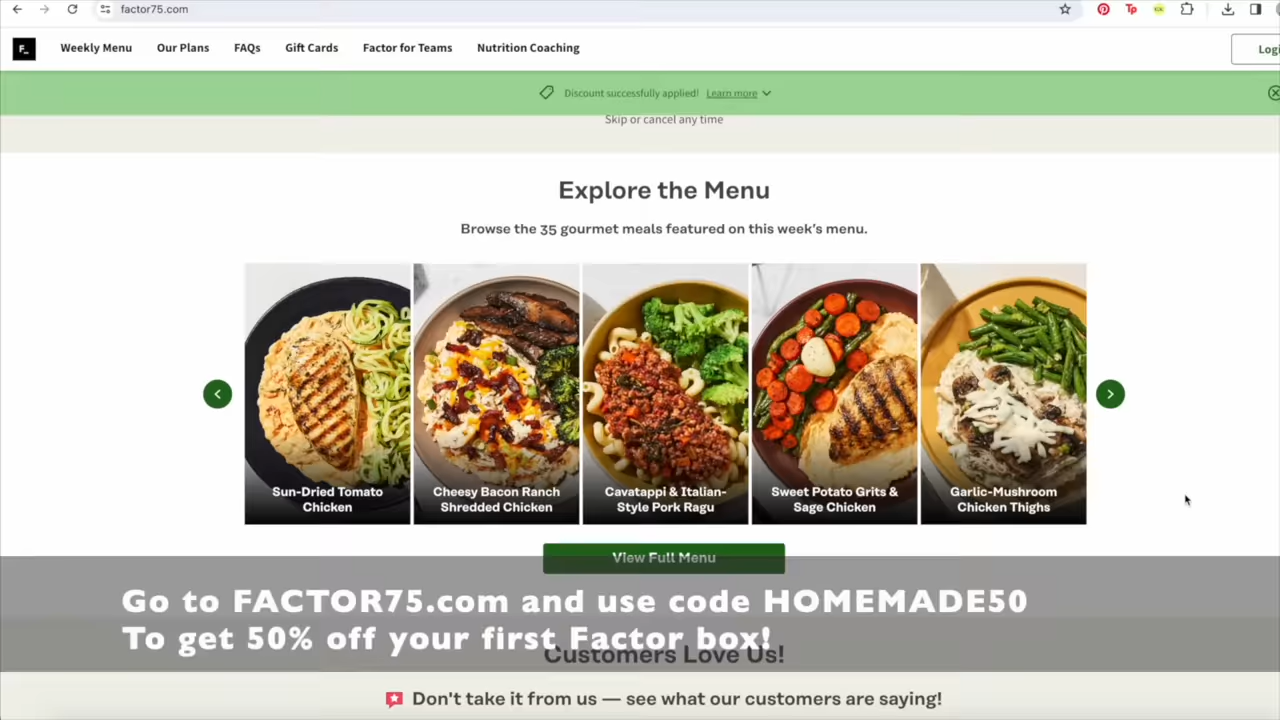 factor75.com
F_
Weekly Menu Our Plans FAQs Gift Cards Factor for Teams Nutrition Coaching
Discount successfully applied! Learn more
Skip or cancel any time
Explore the Menu
Browse the 35 gourmet meals featured on this week's menu.
Sun-Dried Tomato
Chicken
Cheesy Bacon Ranch
Shredded Chicken
Cavatappi & Italian-
Style Pork Ragu
Sweet Potato Grits &
Sage Chicken
Garlic-Mushroom
Chicken Thighs
View Full Menu
Go to FACTOR75.com and use code HOMEMADE50
To get 50% off your first Factor box!
Customers Love Us!
Don't take it from us — see what our customers are saying!